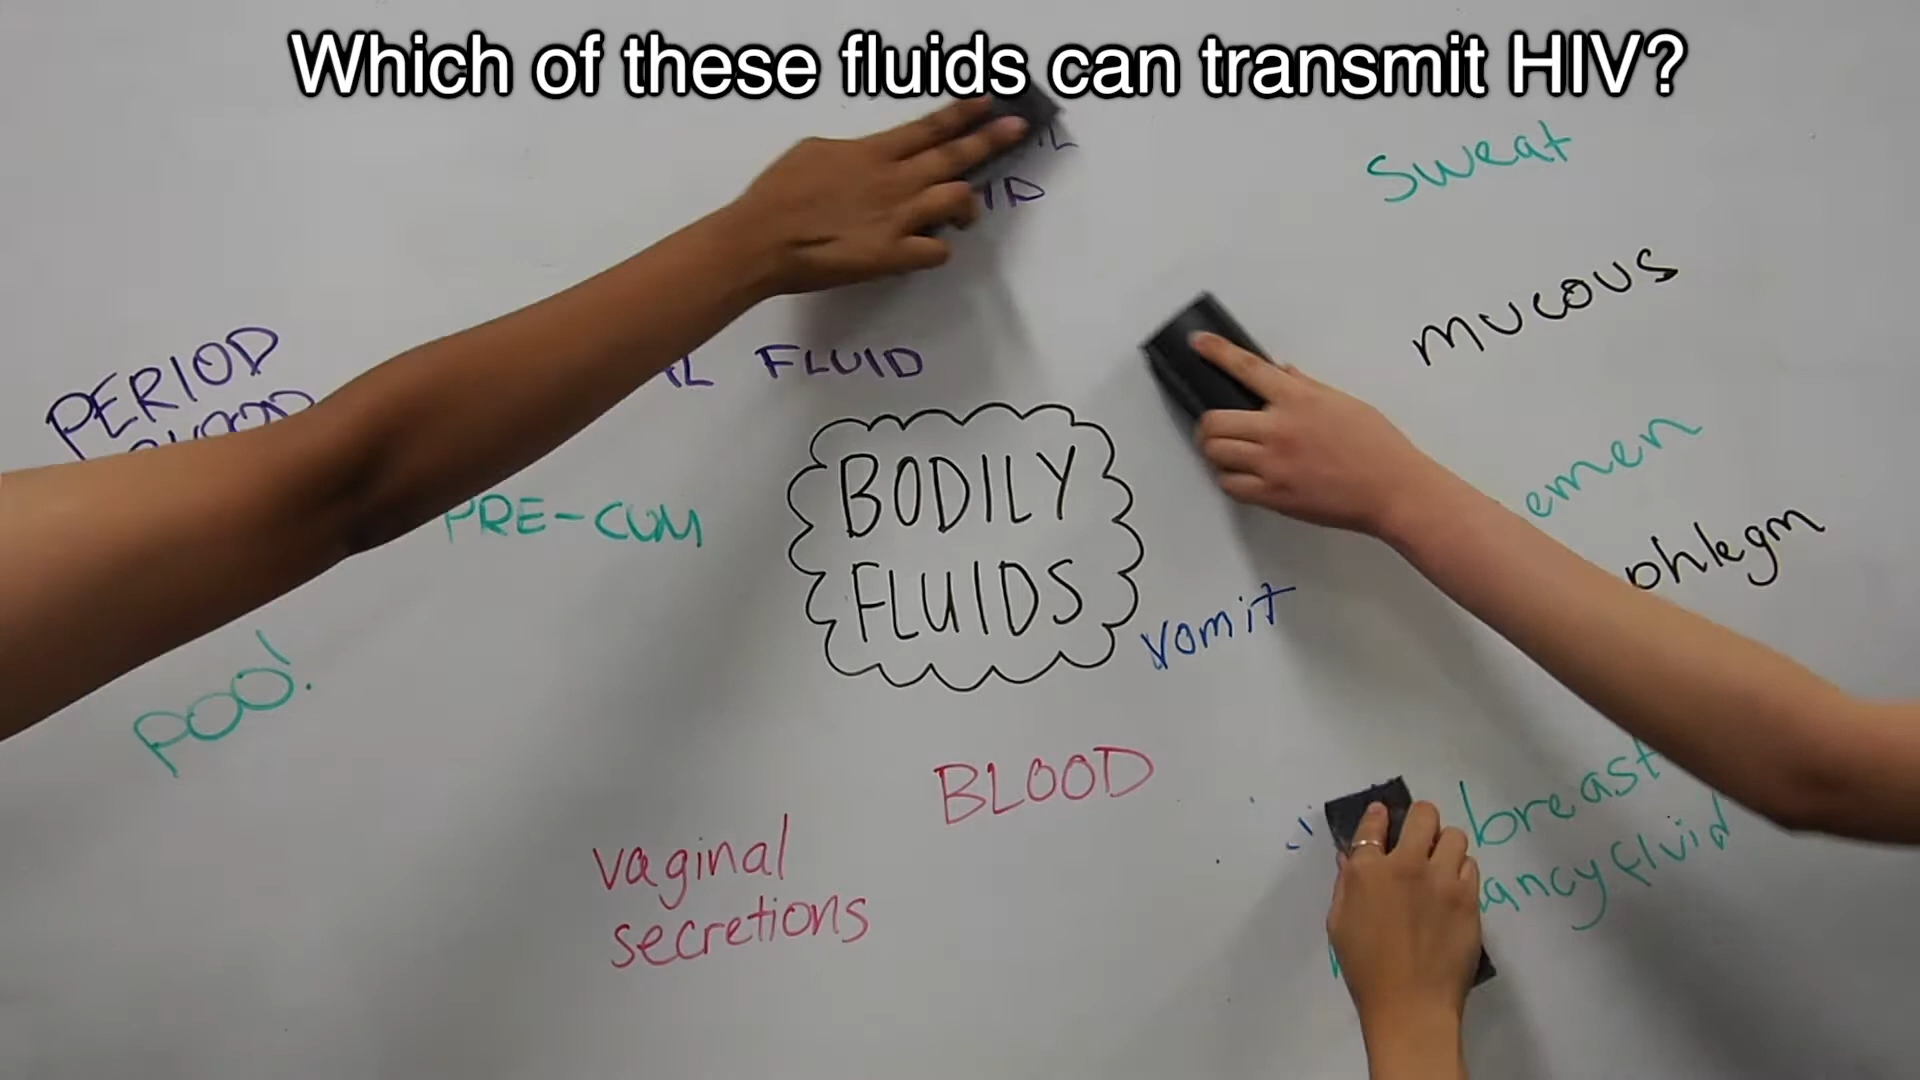 Which of these fluids can transmit HIV?
sweat
mucous
PERIOD
FLUID
BODILY
FLUIDS
PRE-CUM
vomit
POO!
BLOOD
breast
vaginal
secretions
fluid